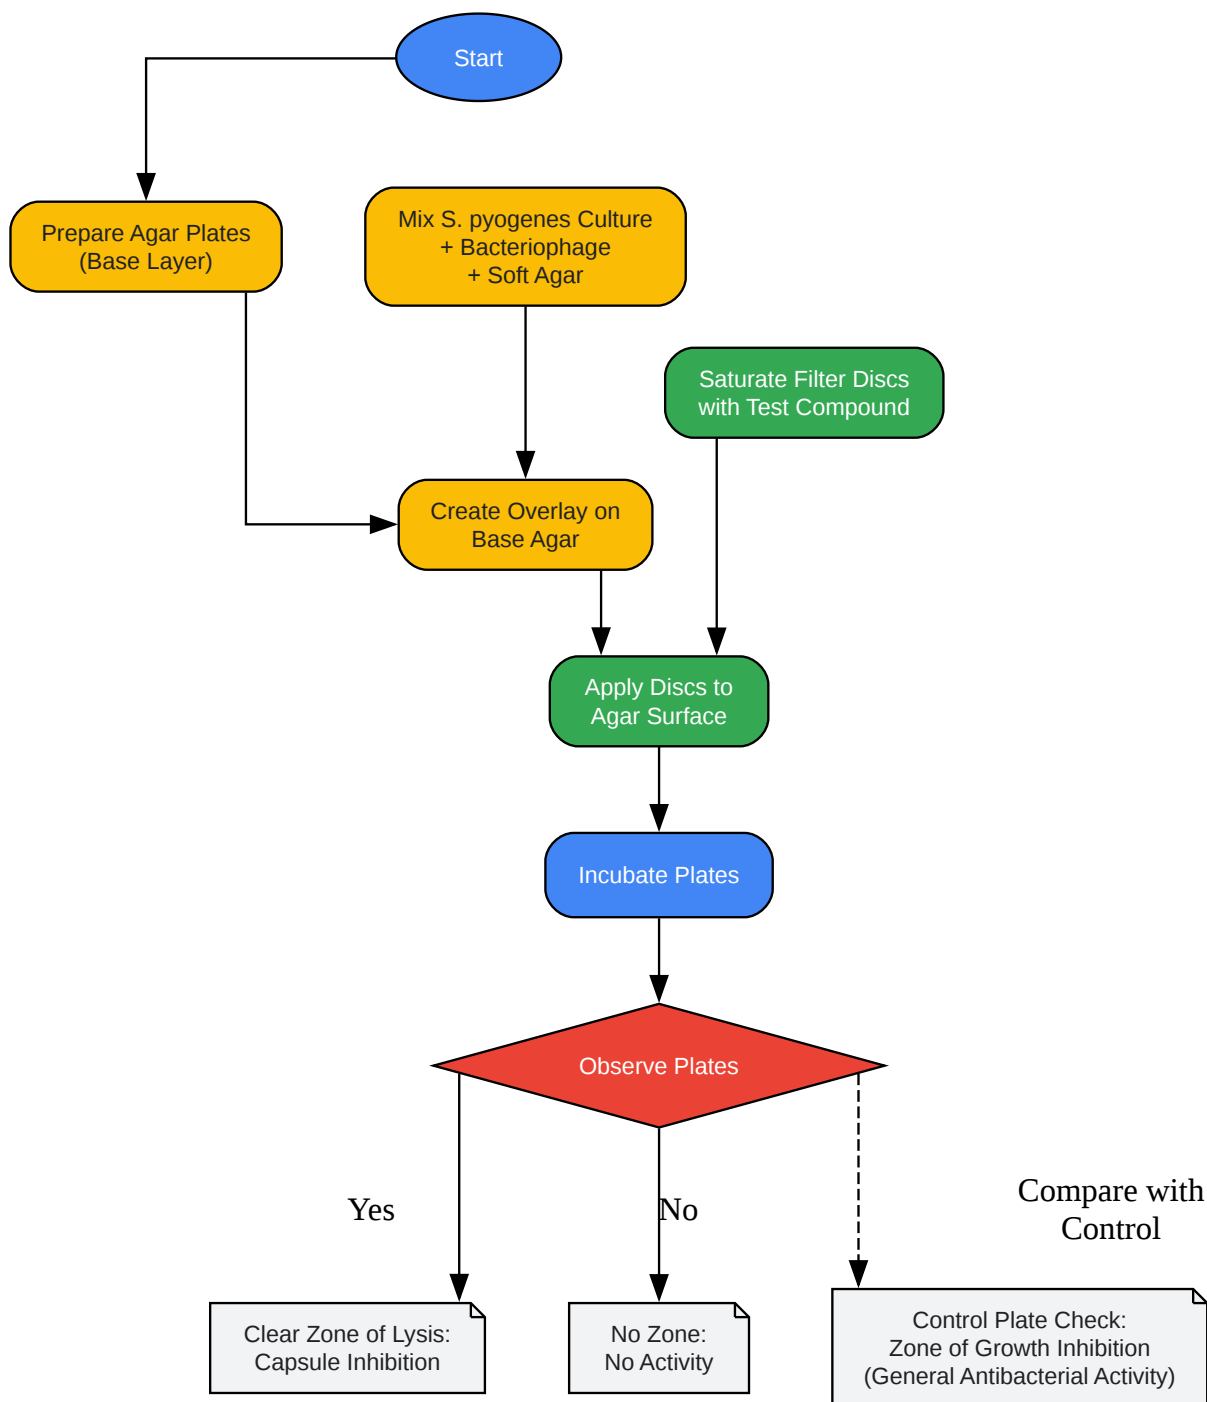 Start
Prepare Agar Plates
(Base Layer)
Mix S. pyogenes Culture
+ Bacteriophage
+ Soft Agar
Saturate Filter Discs
with Test Compound
Create Overlay on
Base Agar
Apply Discs to
Agar Surface
Incubate Plates
Observe Plates
Yes
No
Compare with
Control
Clear Zone of Lysis:
Capsule Inhibition
No Zone:
No Activity
Control Plate Check:
Zone of Growth Inhibition
(General Antibacterial Activity)